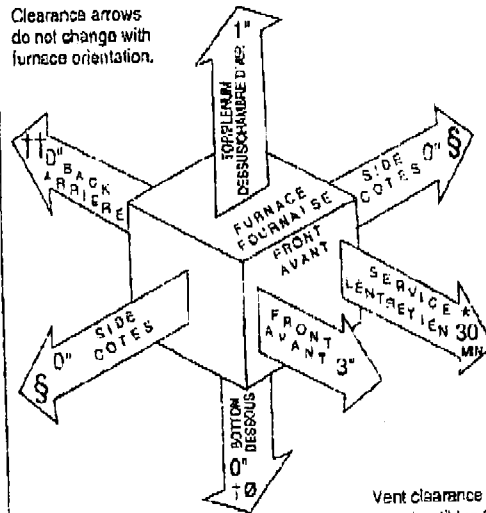 Clearance arrows
do not change with
furnace orientation.
1"
TOP/PLENUM
DESSUS/CHAMBRE D'AIR
††0"
BACK
ARRIERE
SIDE 0" §
COTES
FURNACE
FOURNAISE
FRONT
AVANT
SERVICE *
L'ENTRETIEN 30
MIN
§ 0" SIDE
COTES
FRONT
AVANT 3"
BOTTOM
DESSOUS
0"
†Ø
Vent clearance